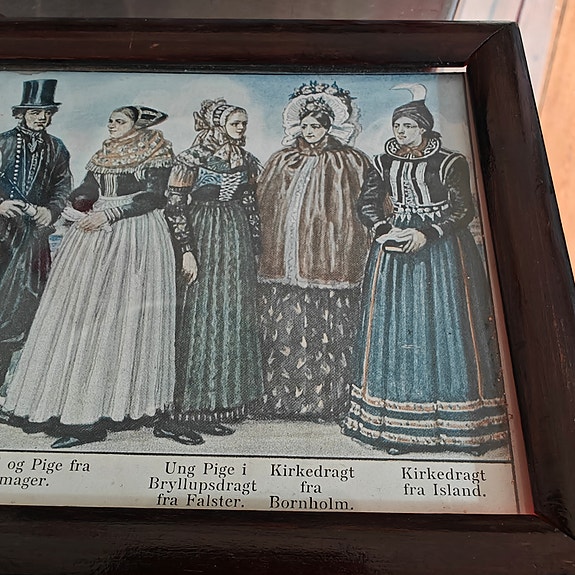 og Pige fra
mager.
Ung Pige i
Bryllupsdragt
fra Falster.
Kirkedragt
fra
Bornholm.
Kirkedragt
fra Island.